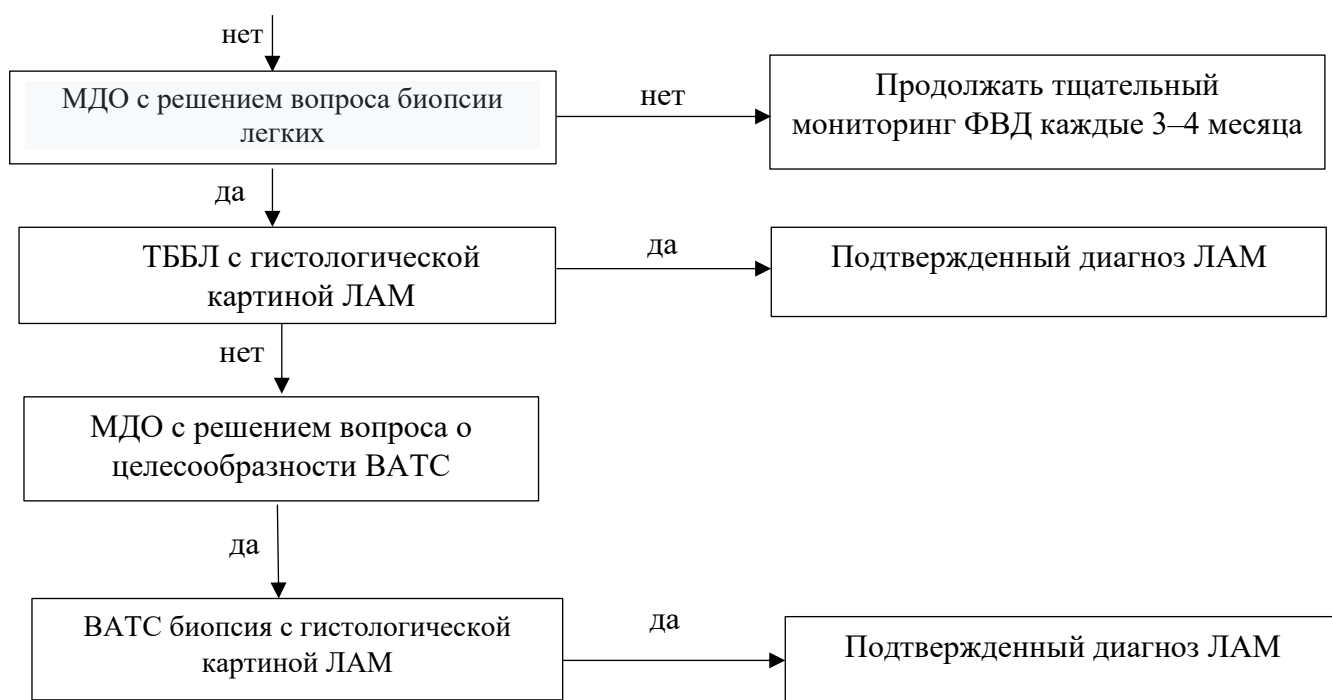 нет
МДО с решением вопроса биопсии
легких
нет
Продолжать тщательный
мониторинг ФВД каждые 3–4 месяца
да
ТББЛ с гистологической
картиной ЛАМ
да
Подтвержденный диагноз ЛАМ
нет
МДО с решением вопроса о
целесообразности ВАТС
да
ВАТС биопсия с гистологической
картиной ЛАМ
да
Подтвержденный диагноз ЛАМ